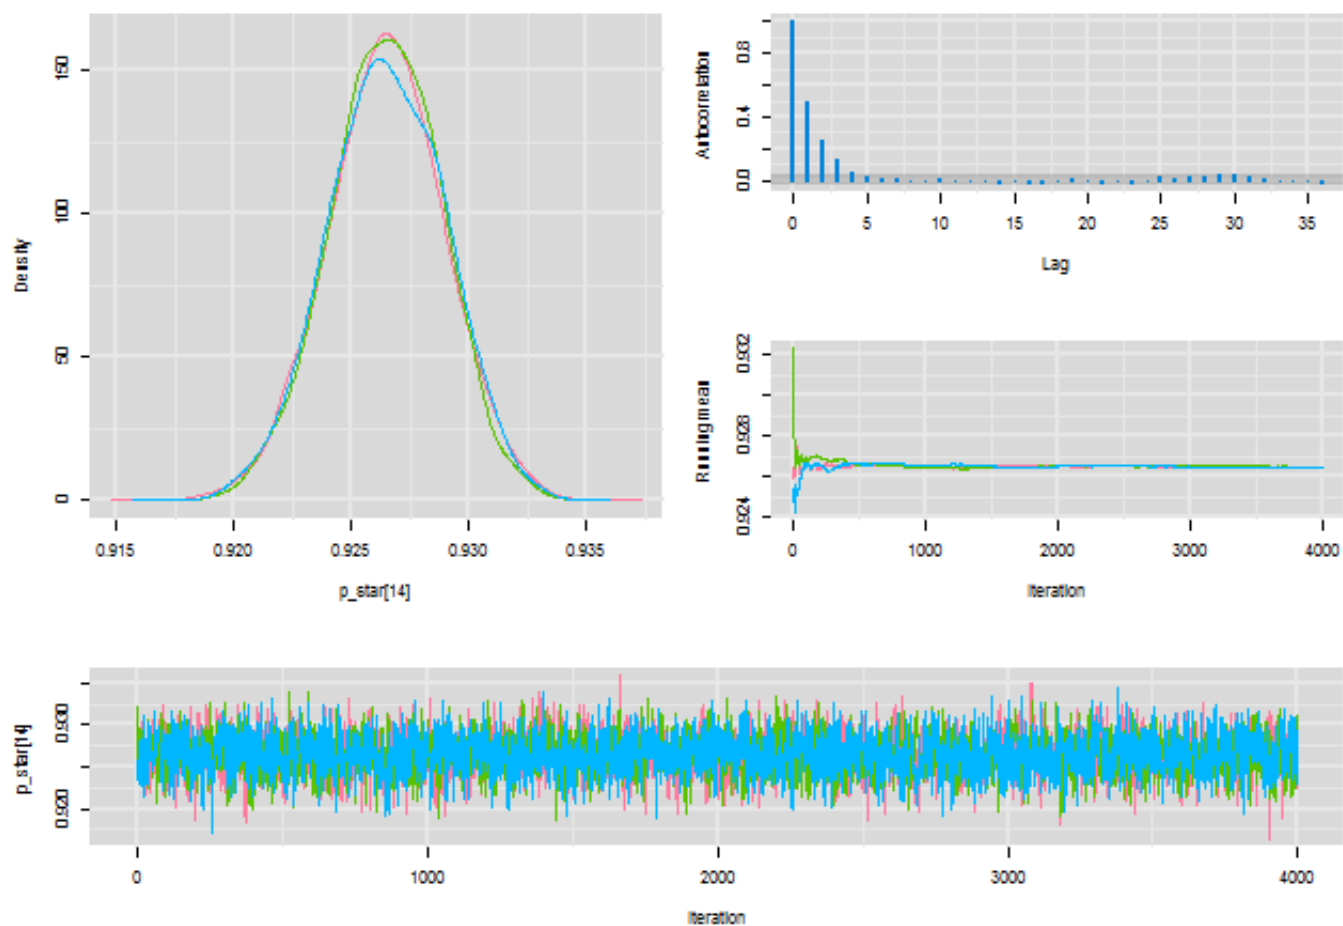 150
100
50
0
Density
0.915 0.920 0.925 0.930 0.935
p_star[14]
0.8
0.4
0.0
Autocorrelation
0 5 10 15 20 25 30 35
Lag
0.932
0.928
0.924
Running mean
0 1000 2000 3000 4000
Iteration
0.930
0.920
p_star[14]
0 1000 2000 3000 4000
Iteration